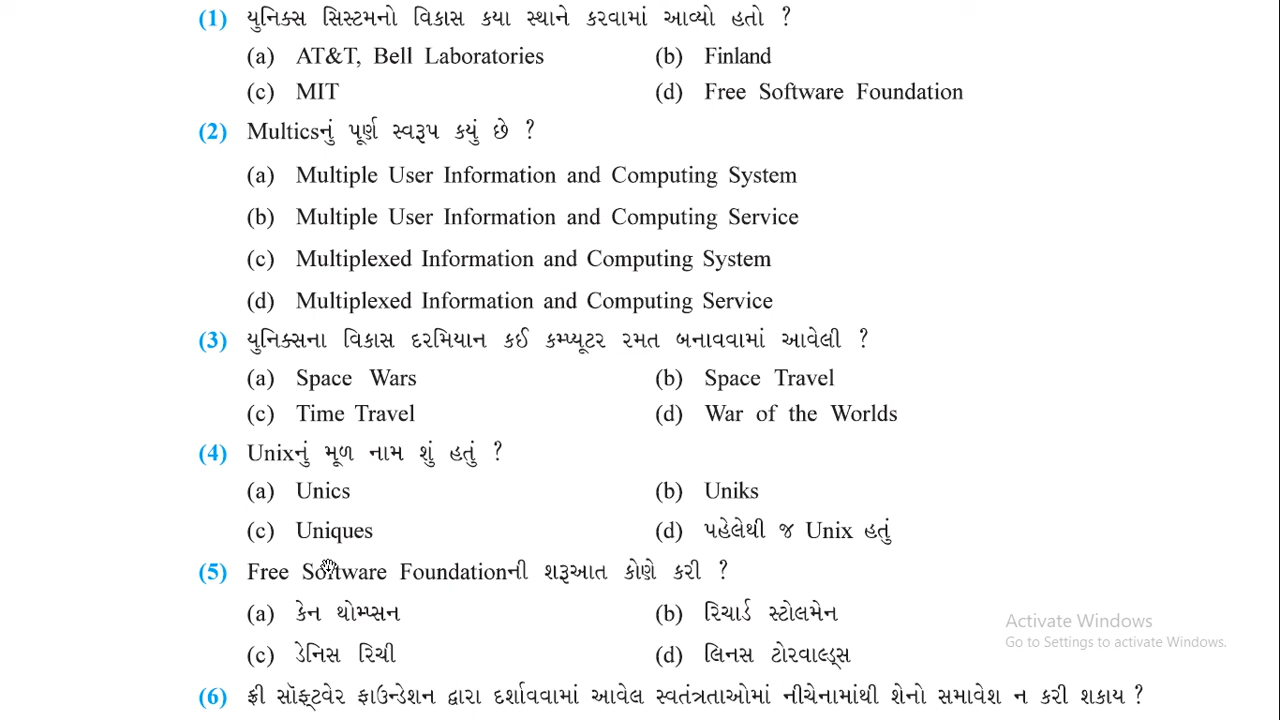 (1) યુનિક્સ સિસ્ટમનો વિકાસ કયા સ્થાને કરવામાં આવ્યો હતો ?
(a) AT&T, Bell Laboratories (b) Finland
(c) MIT (d) Free Software Foundation
(2) Multicsનું પૂર્ણ સ્વરૂપ કયું છે ?
(a) Multiple User Information and Computing System
(b) Multiple User Information and Computing Service
(c) Multiplexed Information and Computing System
(d) Multiplexed Information and Computing Service
(3) યુનિક્સના વિકાસ દરમિયાન કઈ કમ્પ્યૂટર રમત બનાવવામાં આવેલી ?
(a) Space Wars (b) Space Travel
(c) Time Travel (d) War of the Worlds
(4) Unixનું મૂળ નામ શું હતું ?
(a) Unics (b) Uniks
(c) Uniques (d) પહેલેથી જ Unix હતું
(5) Free Software Foundationની શરૂઆત કોણે કરી ?
(a) કેન થોમ્પ્સન (b) રિચાર્ડ સ્ટોલમેન
(c) ડેનિસ રિચી (d) લિનસ ટોરવાલ્ડ્સ
(6) ફ્રી સૉફ્ટવેર ફાઉન્ડેશન દ્વારા દર્શાવવામાં આવેલ સ્વતંત્રતાઓમાં નીચેનામાંથી શેનો સમાવેશ ન કરી શકાય ?
Activate Windows
Go to Settings to activate Windows.